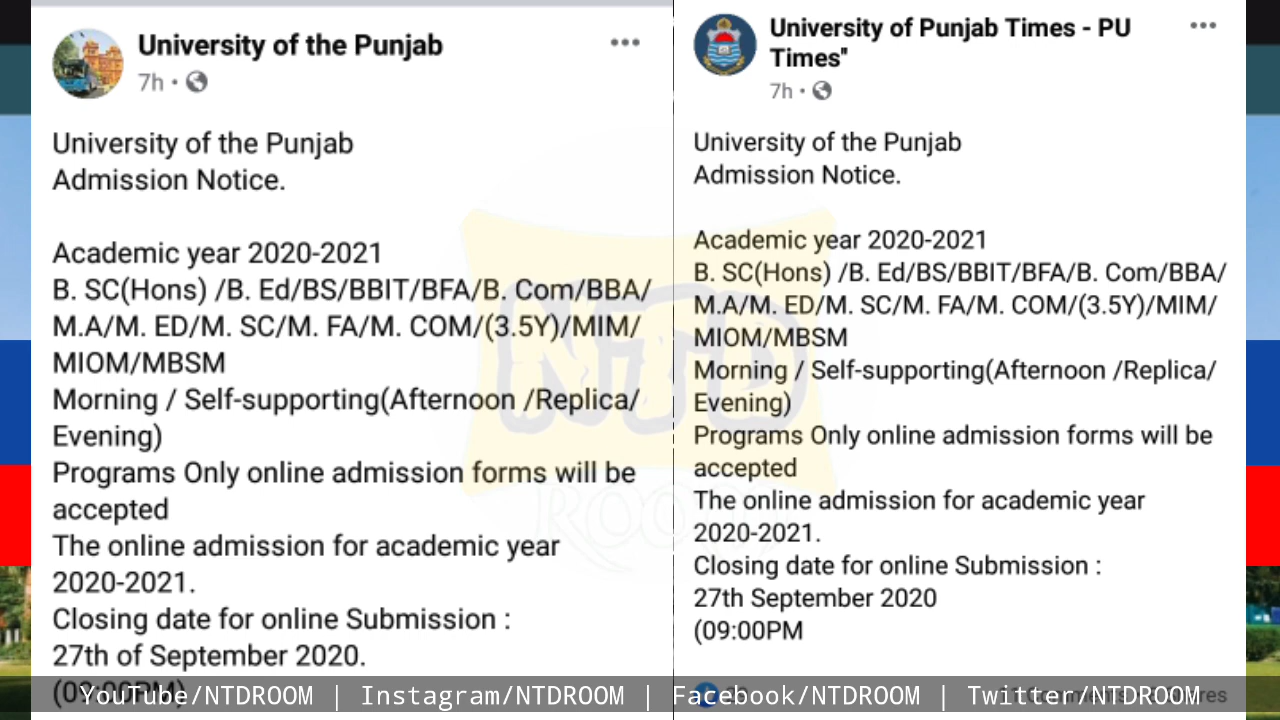 University of the Punjab
7h
University of the Punjab
Admission Notice.
Academic year 2020-2021
B. SC(Hons) /B. Ed/BS/BBIT/BFA/B. Com/BBA/
M.A/M. ED/M. SC/M. FA/M. COM/(3.5Y)/MIM/
MIOM/MBSM
Morning / Self-supporting(Afternoon /Replica/
Evening)
Programs Only online admission forms will be
accepted
The online admission for academic year
2020-2021.
Closing date for online Submission :
27th of September 2020.
(09:00PM)
University of Punjab Times - PU
Times"
7h
University of the Punjab
Admission Notice.
Academic year 2020-2021
B. SC(Hons) /B. Ed/BS/BBIT/BFA/B. Com/BBA/
M.A/M. ED/M. SC/M. FA/M. COM/(3.5Y)/MIM/
MIOM/MBSM
Morning / Self-supporting(Afternoon /Replica/
Evening)
Programs Only online admission forms will be
accepted
The online admission for academic year
2020-2021.
Closing date for online Submission :
27th September 2020
(09:00PM
NTD
ROOM
YouTube/NTDROOM | Instagram/NTDROOM | Facebook/NTDROOM | Twitter/NTDROOM